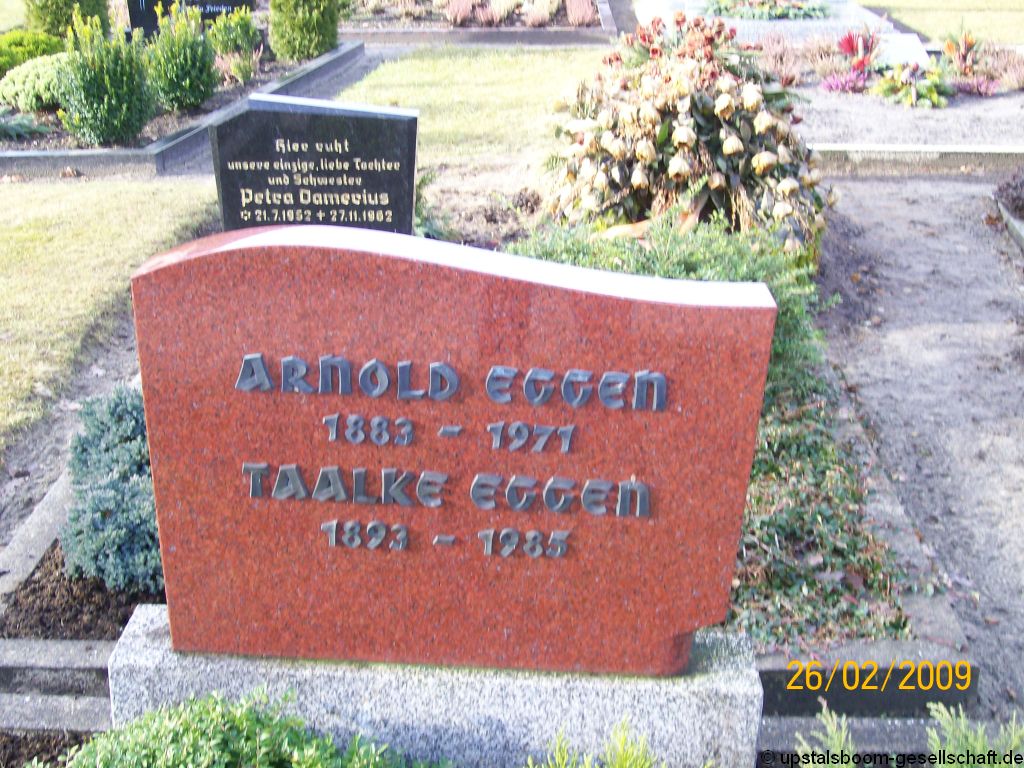 Hier ruht
unsere einzige, liebe Tochter
und Schwester
Petra Damerius
* 21.7.1952 + 27.11.1962
ARNOLD EGGEN
1883 - 1971
TAALKE EGGEN
1893 - 1985
26/02/2009
© upstalsboom-gesellschaft.de